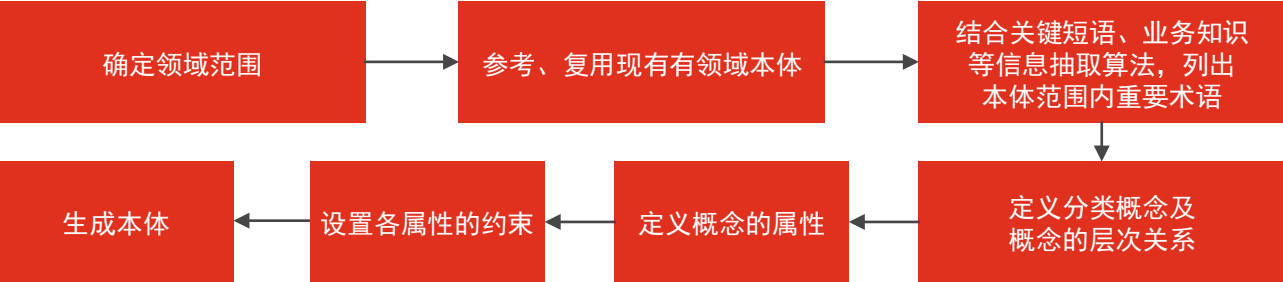 确定领域范围
参考、复用现有有领域本体
结合关键短语、业务知识
等信息抽取算法，列出
本体范围内重要术语
定义分类概念及
概念的层次关系
定义概念的属性
设置各属性的约束
生成本体